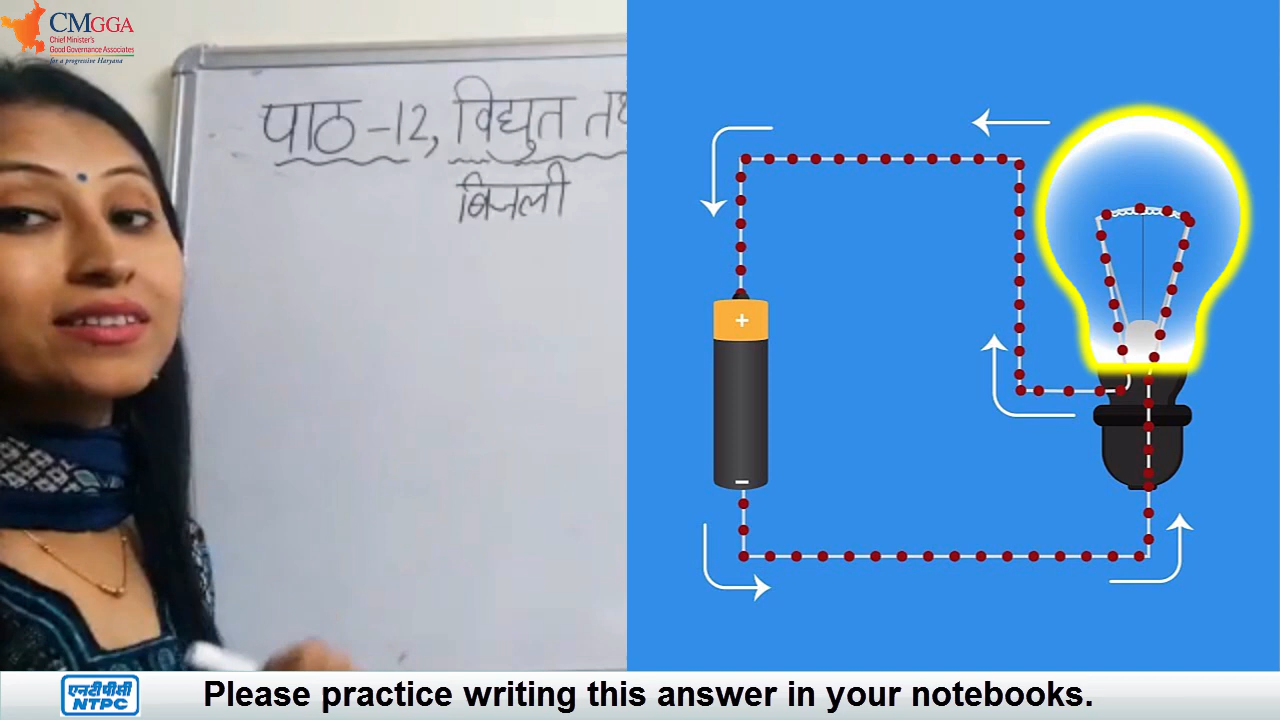 CMGGA
Chief Minister's
Good Governance Associates
for a progressive Haryana
पाठ-12, विद्युत
बिजली
+
-
एनटीपीसी
NTPC
Please practice writing this answer in your notebooks.